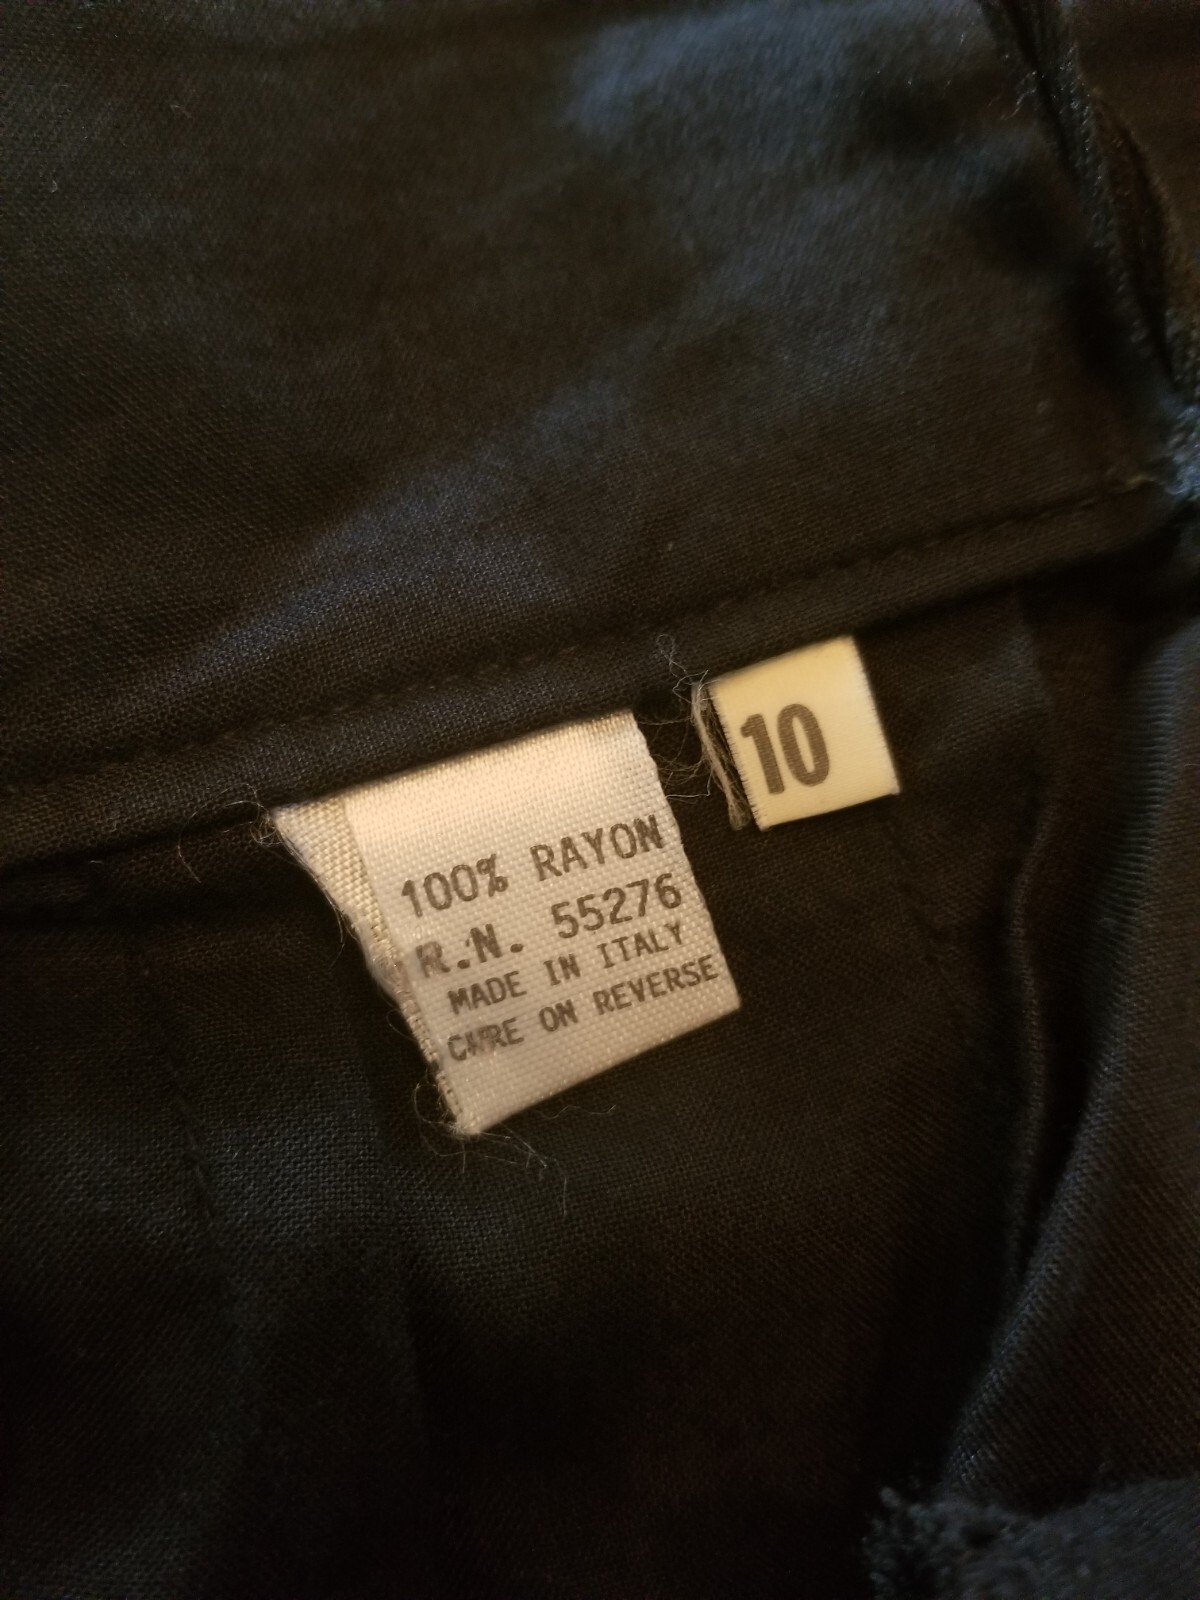 10
100% RAYON
R.N. 55276
MADE IN ITALY
CARE ON REVERSE